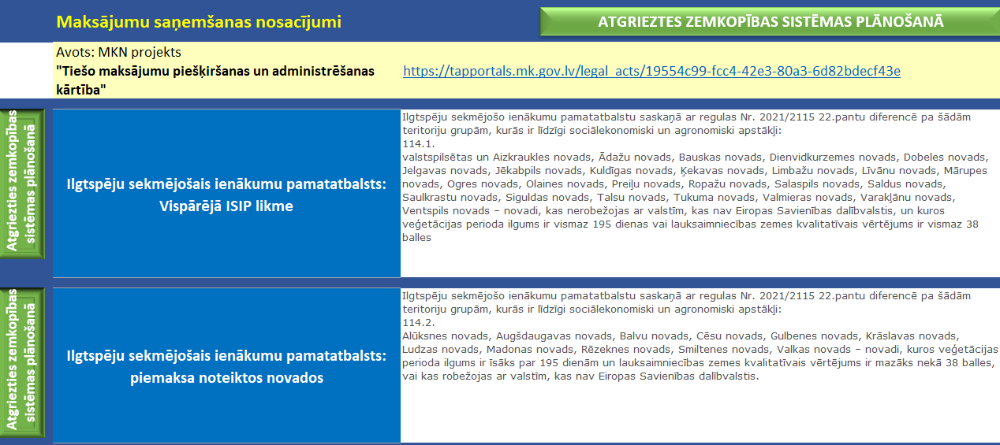 Maksājumu saņemšanas nosacījumi
ATGRIEZTES ZEMKOPĪBAS SISTĒMAS PLĀNOŠANĀ
Avots: MKN projekts
"Tiešo maksājumu piešķiršanas un administrēšanas
kārtība"
https://tapportals.mk.gov.lv/legal_acts/19554c99-fcc4-42e3-80a3-6d82bdecf43e
Atgriezties zemkopības
sistēmas plānošanā
Ilgtspēju sekmējošais ienākumu pamatatbalsts:
Vispārējā ISIP likme
Ilgtspēju sekmējošo ienākumu pamatatbalstu saskaņā ar regulas Nr. 2021/2115 22.pantu diferencē pa šādām
teritoriju grupām, kurās ir līdzīgi sociālekonomiski un agronomiski apstākļi:
114.1.
valstspilsētas un Aizkraukles novads, Ādažu novads, Bauskas novads, Dienvidkurzemes novads, Dobeles novads,
Jelgavas novads, Jēkabpils novads, Kuldīgas novads, Ķekavas novads, Limbažu novads, Līvānu novads, Mārupes
novads, Ogres novads, Olaines novads, Preiļu novads, Ropažu novads, Salaspils novads, Saldus novads,
Saulkrastu novads, Siguldas novads, Talsu novads, Tukuma novads, Valmieras novads, Varakļānu novads,
Ventspils novads – novadi, kas nerobežojas ar valstīm, kas nav Eiropas Savienības dalībvalstis, un kuros
veģetācijas perioda ilgums ir vismaz 195 dienas vai lauksaimniecības zemes kvalitatīvais vērtējums ir vismaz 38
balles
Atgriezties zemkopības
sistēmas plānošanā
Ilgtspēju sekmējošais ienākumu pamatatbalsts:
piemaksa noteiktos novados
Ilgtspēju sekmējošo ienākumu pamatatbalstu saskaņā ar regulas Nr. 2021/2115 22.pantu diferencē pa šādām
teritoriju grupām, kurās ir līdzīgi sociālekonomiski un agronomiski apstākļi:
114.2.
Alūksnes novads, Augšdaugavas novads, Balvu novads, Cēsu novads, Gulbenes novads, Krāslavas novads,
Ludzas novads, Madonas novads, Rēzeknes novads, Smiltenes novads, Valkas novads – novadi, kuros veģetācijas
perioda ilgums ir īsāks par 195 dienām un lauksaimniecības zemes kvalitatīvais vērtējums ir mazāks nekā 38 balles,
vai kas robežojas ar valstīm, kas nav Eiropas Savienības dalībvalstis.